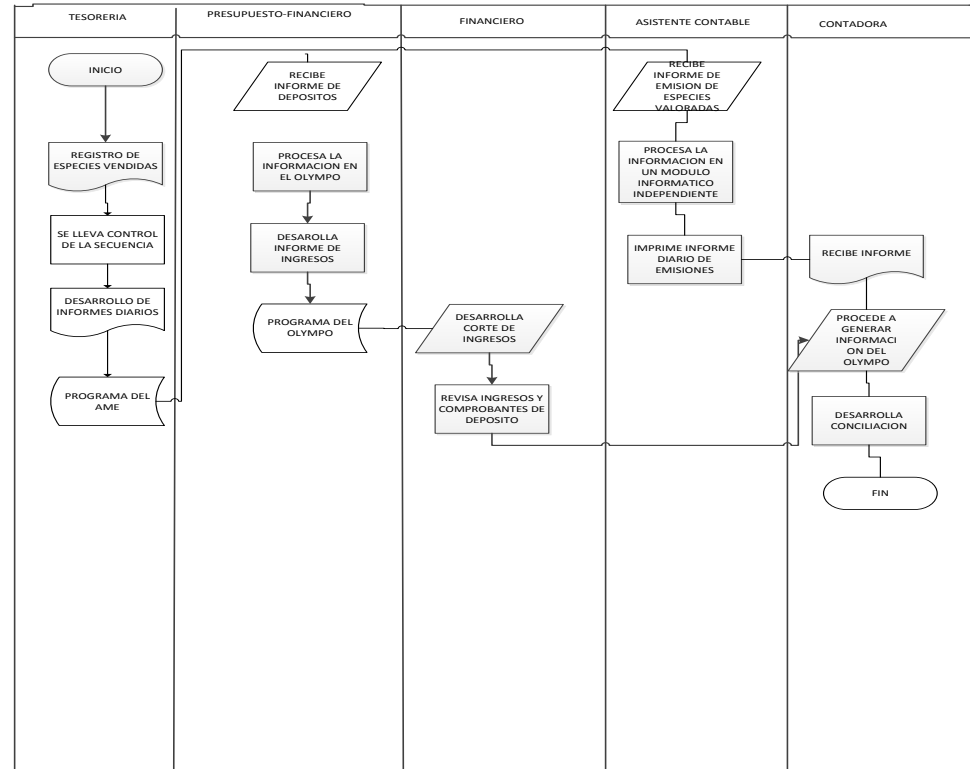 TESORERIA
PRESUPUESTO-FINANCIERO
FINANCIERO
ASISTENTE CONTABLE
CONTADORA
INICIO
REGISTRO DE
ESPECIES VENDIDAS
SE LLEVA CONTROL
DE LA SECUENCIA
DESARROLLO DE
INFORMES DIARIOS
PROGRAMA DEL
AME
RECIBE
INFORME DE
DEPOSITOS
PROCESA LA
INFORMACION EN
EL OLYMPO
DESAROLLA
INFORME DE
INGRESOS
PROGRAMA DEL
OLYMPO
DESARROLLA
CORTE DE
INGRESOS
REVISA INGRESOS Y
COMPROBANTES DE
DEPOSITO
RECIBE
INFORME DE
EMISION DE
ESPECIES
VALORADAS
PROCESA LA
INFORMACION EN
UN MODULO
INFORMATICO
INDEPENDIENTE
IMPRIME INFORME
DIARIO DE
EMISIONES
RECIBE INFORME
PROCEDE A
GENERAR
INFORMACI
ON DEL
OLYMPO
DESARROLLA
CONCILIACION
FIN